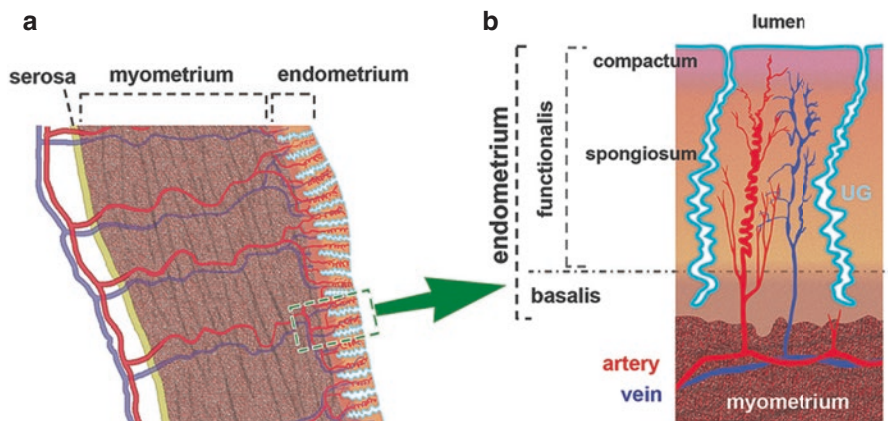 a
serosa
myometrium
endometrium
b
lumen
endometrium
functionalis
compactum
spongiosum
UG
basalis
artery
vein
myometrium